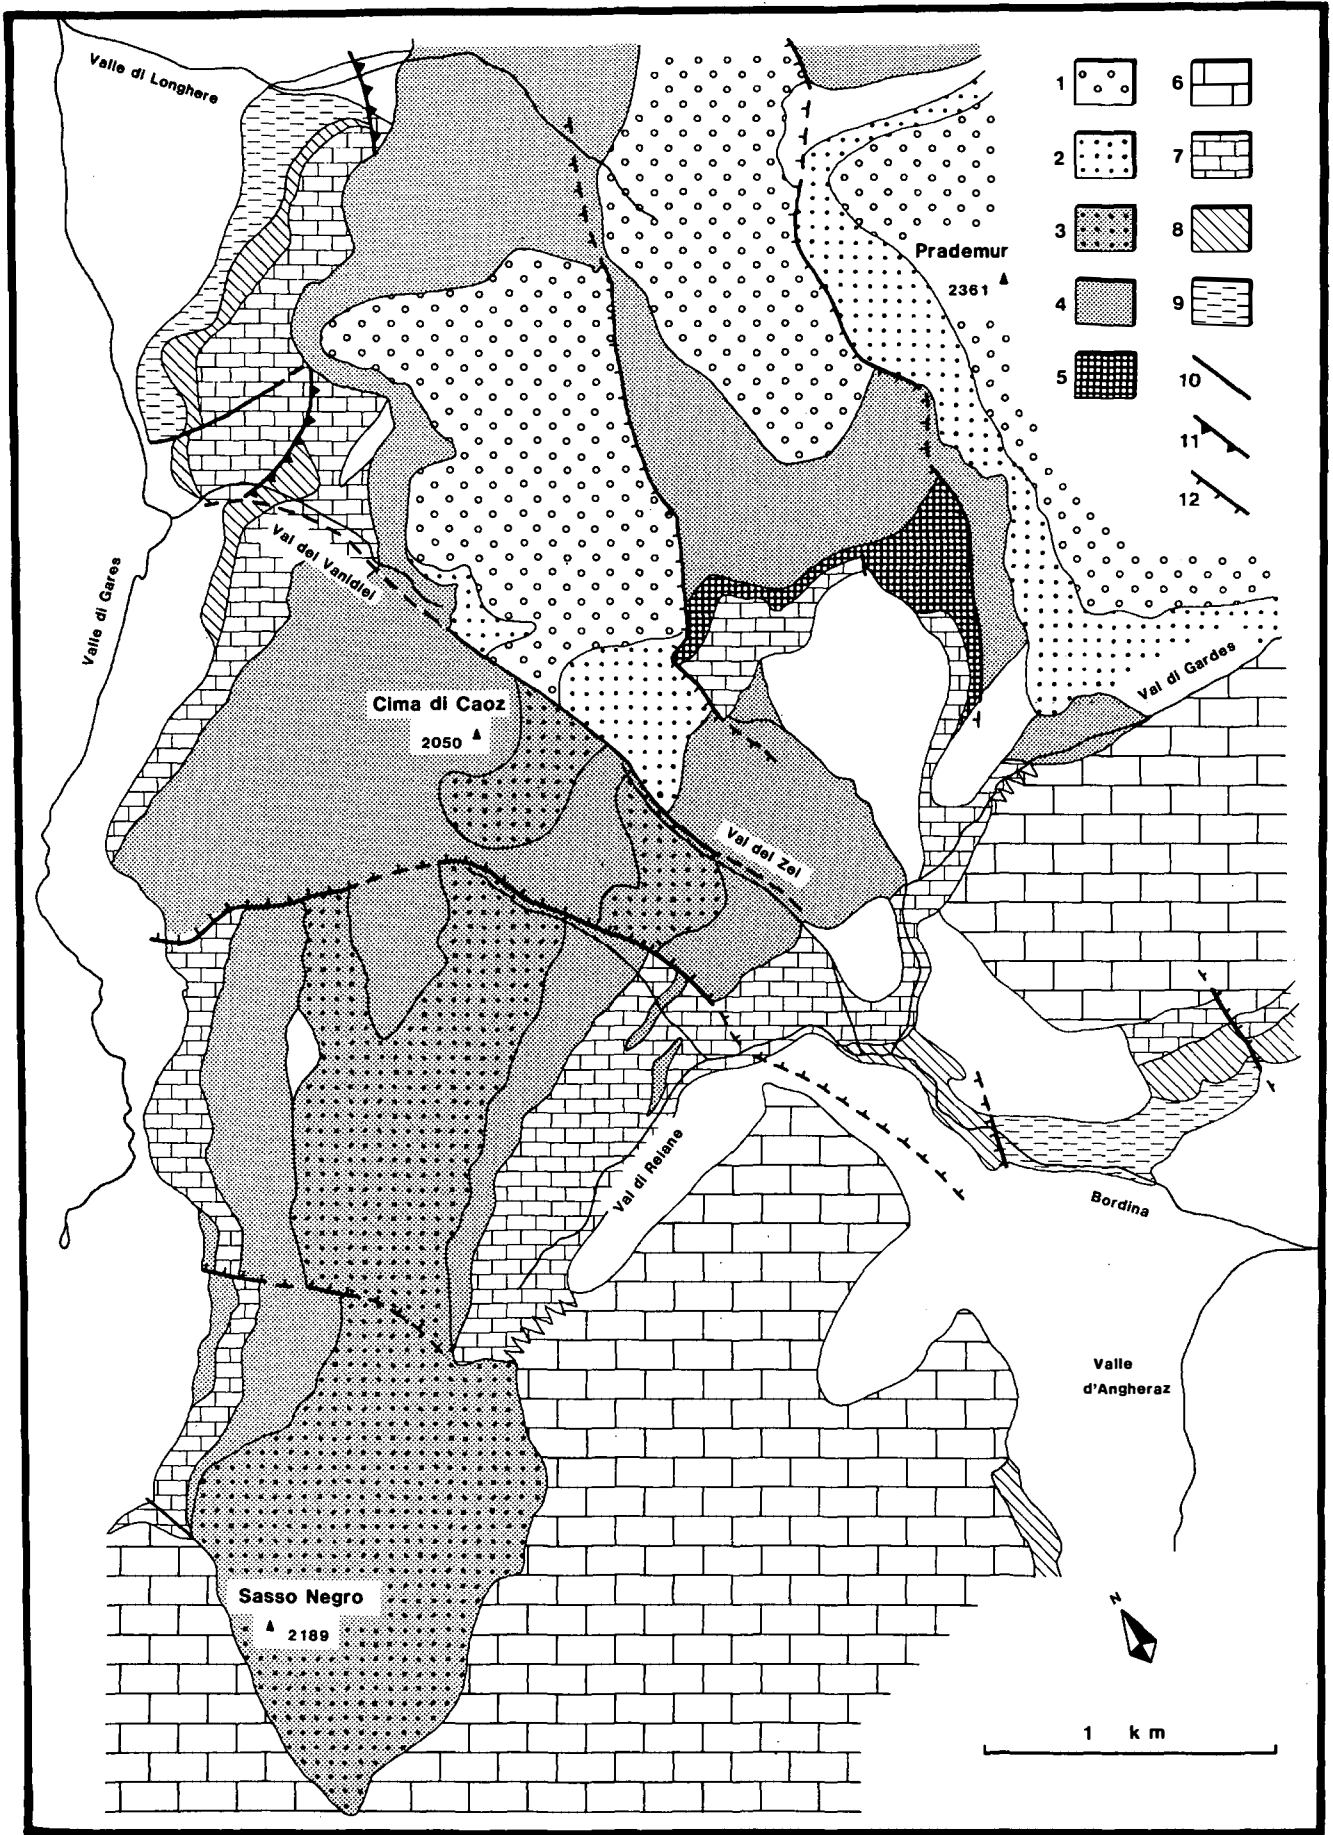 Valle di Longhere
1
6
2
7
3
8
4
9
5
10
11
12
Prademur
2361
Val dei Vanidiei
Valle di Gares
Val di Gardes
Cima di Caoz
2050
Val dei Zei
Val di Reiane
Bordina
Valle
d'Angheraz
Sasso Negro
2189
N
1 km